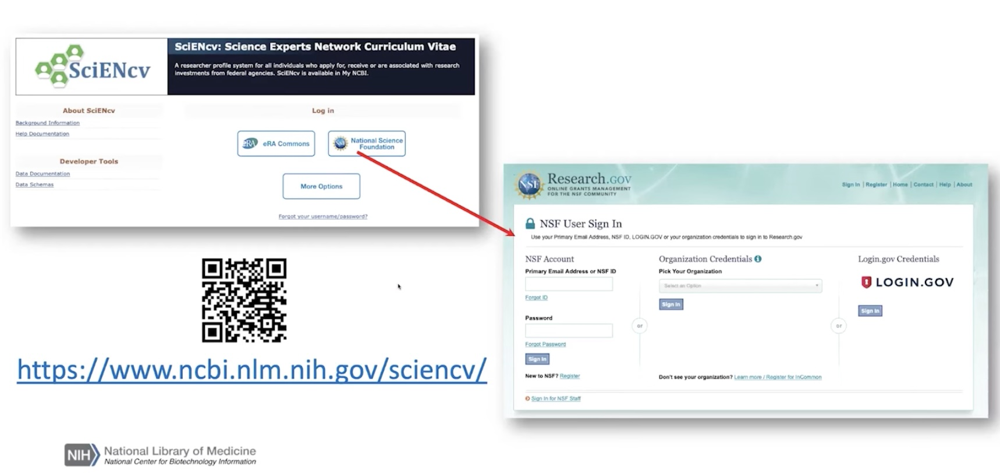 SciENcv
SciENcv: Science Experts Network Curriculum Vitae
A researcher profile system for all individuals who apply for, receive or are associated with research
investments from federal agencies. SciENcv is available in My NCBI.
About SciENcv
Background Information
Help Documentation
Developer Tools
Data Documentation
Data Schemas
Log in
eRA
eRA Commons
NSF
National Science
Foundation
More Options
Forgot your username/password?
https://www.ncbi.nlm.nih.gov/sciencv/
NSF
Research.gov
ONLINE GRANTS MANAGEMENT
FOR THE NSF COMMUNITY
Sign In | Register | Home | Contact | Help | About
NSF User Sign In
Use your Primary Email Address, NSF ID, LOGIN.GOV or your organization credentials to sign in to Research.gov
NSF Account
Primary Email Address or NSF ID
Forgot ID
Password
Forgot Password
Sign In
New to NSF? Register
or
Organization Credentials
Pick Your Organization
Select an Option
Sign In
Don't see your organization? Learn more / Register for InCommon
or
Login.gov Credentials
LOGIN.GOV
Sign In
Sign In for NSF Staff
NIH
National Library of Medicine
National Center for Biotechnology Information